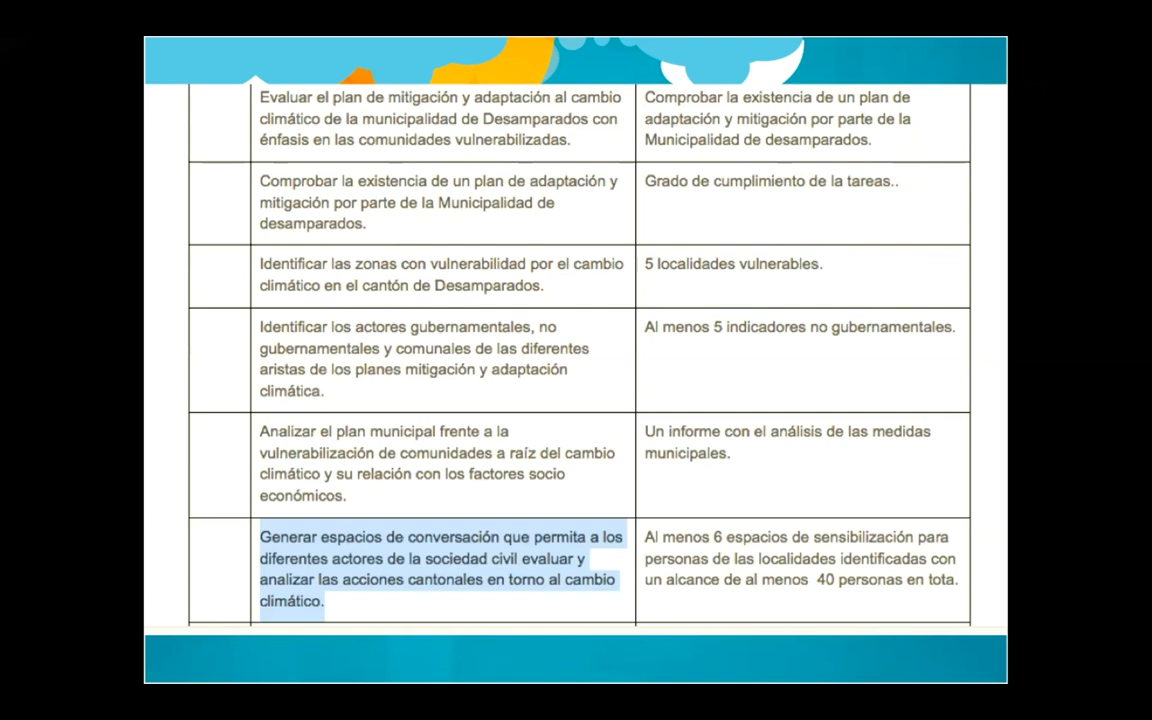 Evaluar el plan de mitigación y adaptación al cambio
climático de la municipalidad de Desamparados con
énfasis en las comunidades vulnerabilizadas.
Comprobar la existencia de un plan de
adaptación y mitigación por parte de la
Municipalidad de desamparados.
Comprobar la existencia de un plan de adaptación y
mitigación por parte de la Municipalidad de
desamparados.
Grado de cumplimiento de la tareas..
Identificar las zonas con vulnerabilidad por el cambio
climático en el cantón de Desamparados.
5 localidades vulnerables.
Identificar los actores gubernamentales, no
gubernamentales y comunales de las diferentes
aristas de los planes mitigación y adaptación
climática.
Al menos 5 indicadores no gubernamentales.
Analizar el plan municipal frente a la
vulnerabilización de comunidades a raíz del cambio
climático y su relación con los factores socio
económicos.
Un informe con el análisis de las medidas
municipales.
Generar espacios de conversación que permita a los
diferentes actores de la sociedad civil evaluar y
analizar las acciones cantonales en torno al cambio
climático.
Al menos 6 espacios de sensibilización para
personas de las localidades identificadas con
un alcance de al menos 40 personas en tota.